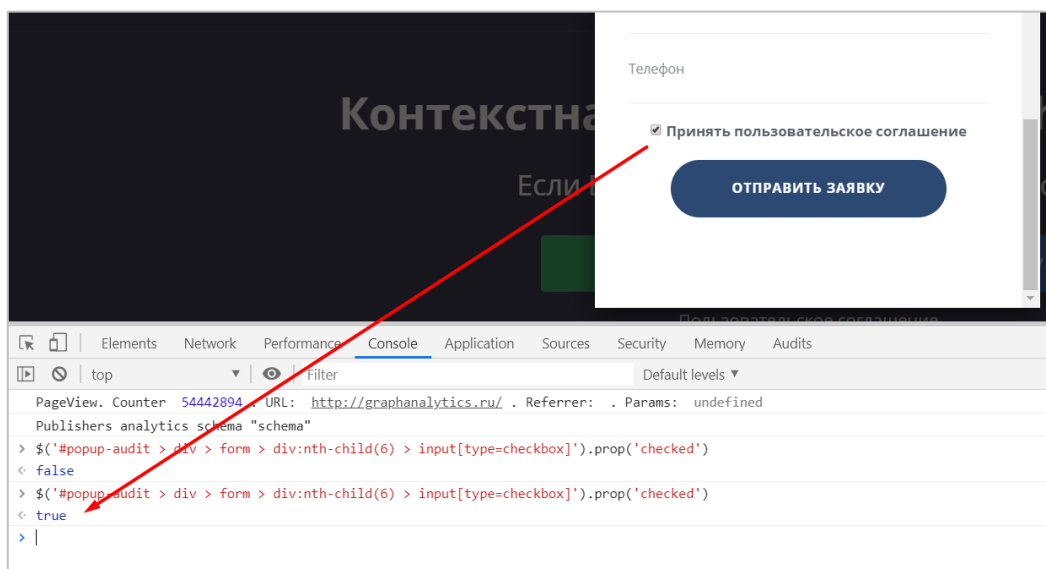 Телефон
Контекстна
Принять пользовательское соглашение
Если
ОТПРАВИТЬ ЗАЯВКУ
Пользовательское соглашение
Elements Network Performance Console Application Sources Security Memory Audits
top Filter Default levels ▼
PageView. Counter 54442894 . URL: http://graphanalytics.ru/ . Referrer: . Params: undefined
Publishers analytics schema "schema"
> $('#popup-audit > div > form > div:nth-child(6) > input[type=checkbox]').prop('checked')
< false
> $('#popup-audit > div > form > div:nth-child(6) > input[type=checkbox]').prop('checked')
< true
>